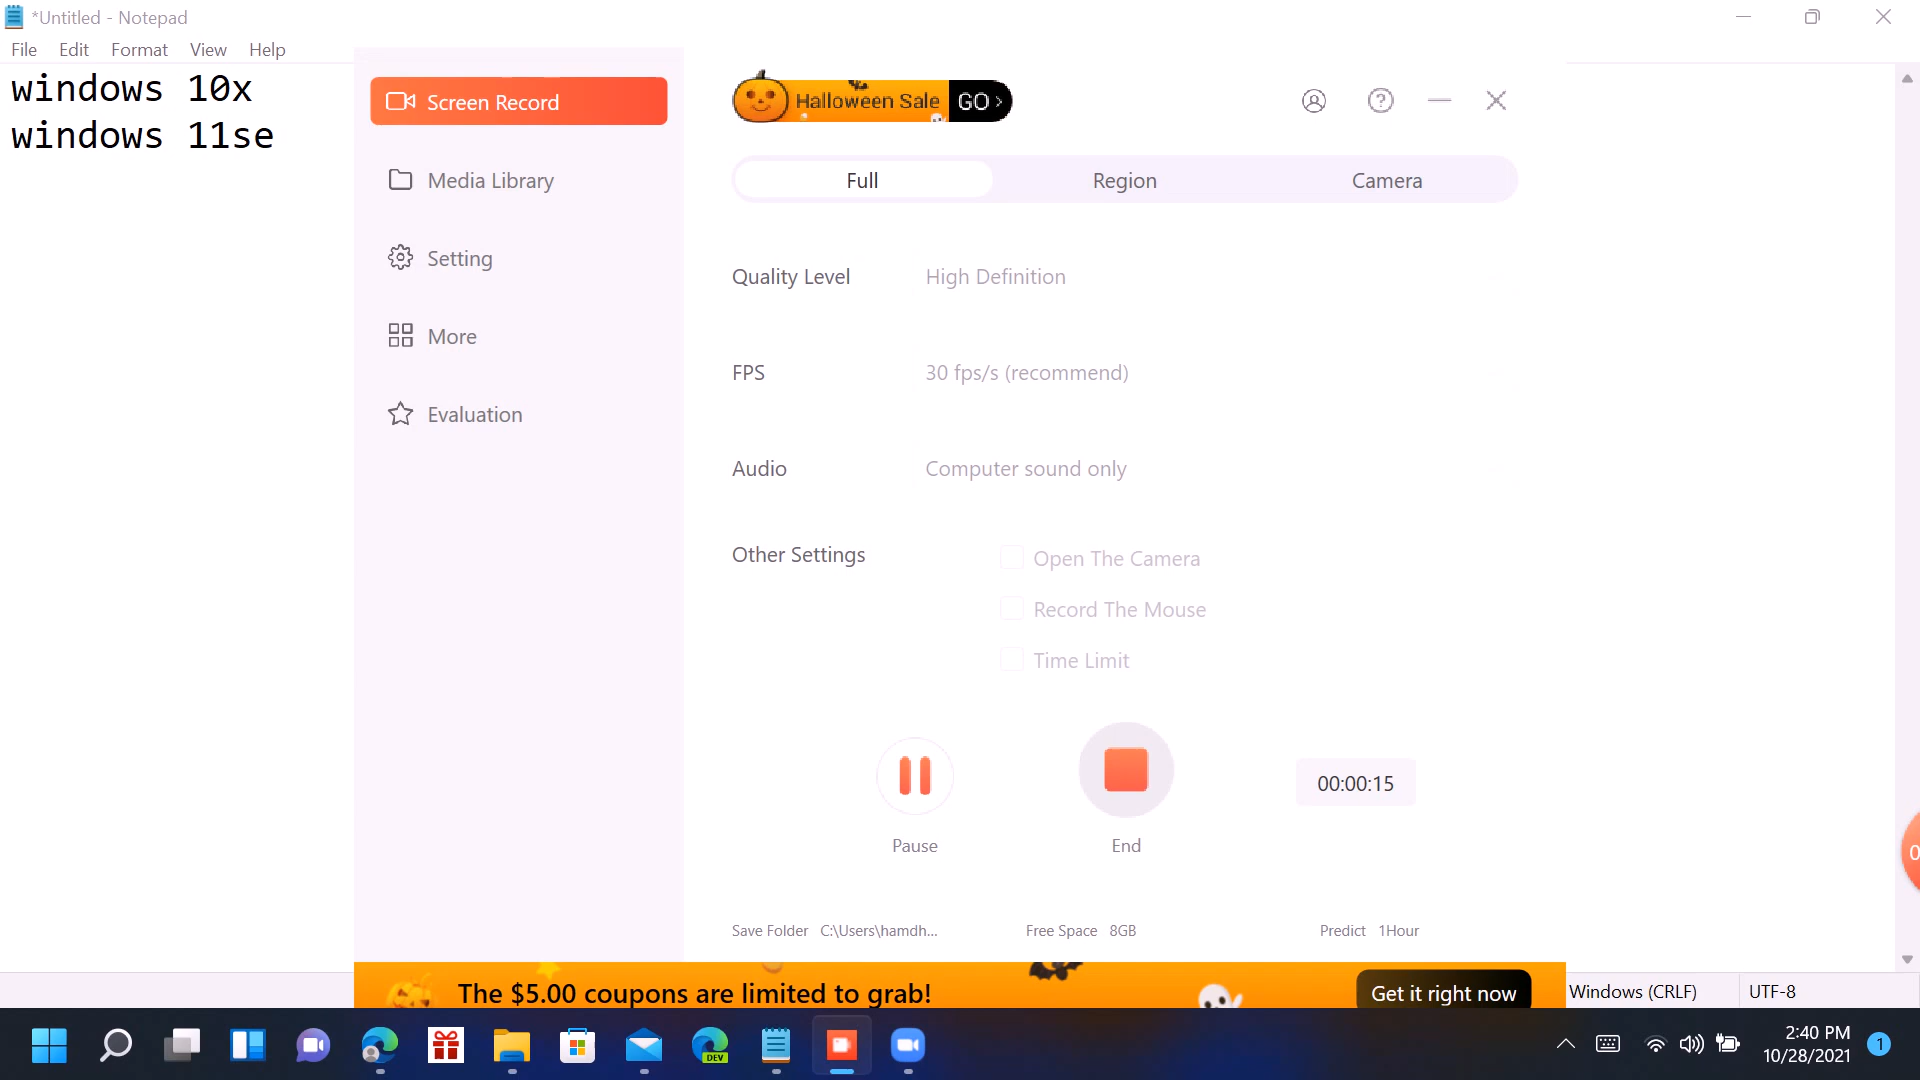 *Untitled - Notepad
File Edit Format View Help
windows 10x
windows 11se
Screen Record
Media Library
Setting
More
Evaluation
Halloween Sale GO >
Full Region Camera
Quality Level High Definition
FPS 30 fps/s (recommend)
Audio Computer sound only
Other Settings Open The Camera
Record The Mouse
Time Limit
00:00:15
Pause End
Save Folder C:\Users\hamdh... Free Space 8GB Predict 1Hour
The $5.00 coupons are limited to grab! Get it right now
Windows (CRLF) UTF-8
DEV
2:40 PM
10/28/2021
1